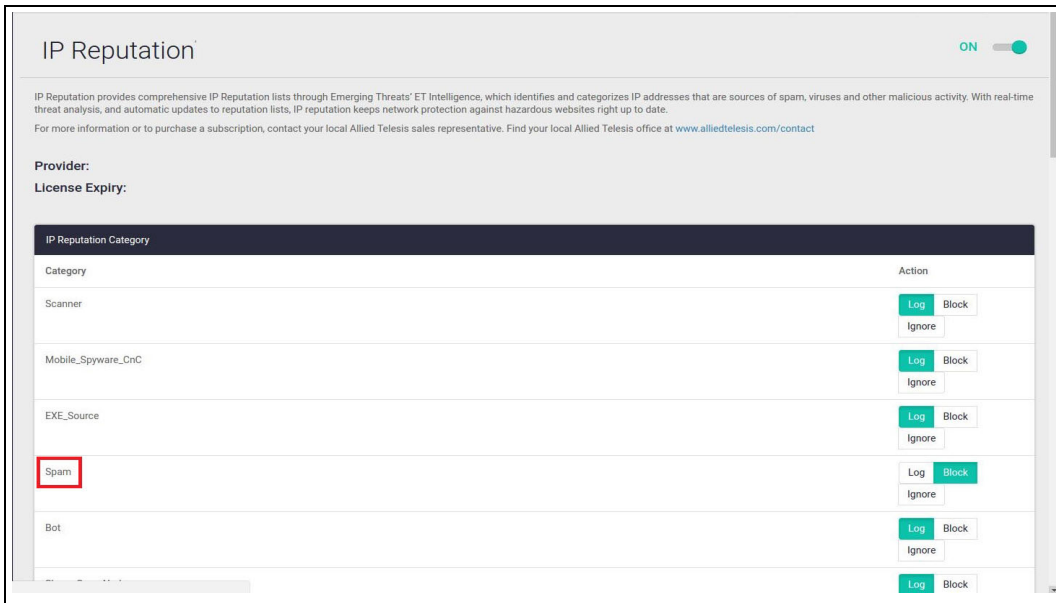 IP Reputation
ON
IP Reputation provides comprehensive IP Reputation lists through Emerging Threats' ET Intelligence, which identifies and categorizes IP addresses that are sources of spam, viruses and other malicious activity. With real-time
threat analysis, and automatic updates to reputation lists, IP reputation keeps network protection against hazardous websites right up to date.
For more information or to purchase a subscription, contact your local Allied Telesis sales representative. Find your local Allied Telesis office at www.alliedtelesis.com/contact
Provider:
License Expiry:
IP Reputation Category
Category Action
Scanner Log Block
Ignore
Mobile_Spyware_CnC Log Block
Ignore
EXE_Source Log Block
Ignore
Spam Log Block
Ignore
Bot Log Block
Ignore
Log Block